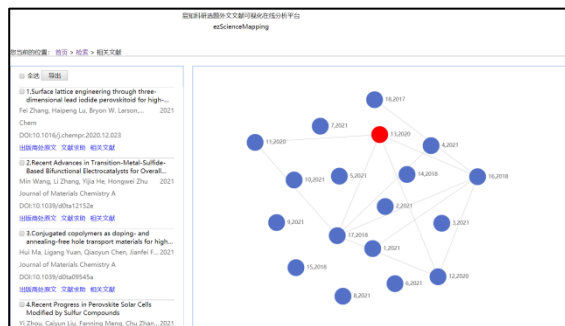 层如科研选题外文文献可视化在线分析平台
ezScienceMapping
您当前的位置： 首页 > 检索 > 相关文献
全选 导出
1.Surface lattice engineering through three-
dimensional lead iodide perovskitoid for high-...
Fei Zhang, Haipeng Lu, Bryon W. Larson,... 2021
Chem
DOI:10.1016/j.chempr.2020.12.023
出版商处原文 文献求助 相关文献
2.Recent Advances in Transition-Metal-Sulfide-
Based Bifunctional Electrocatalysts for Overall...
Min Wang, Li Zhang, Yijia He, Hongwei Zhu 2021
Journal of Materials Chemistry A
DOI:10.1039/d0ta12152e
出版商处原文 文献求助 相关文献
3.Conjugated copolymers as doping- and
annealing-free hole transport materials for high...
Hui Ma, Ligang Yuan, Qiaoyun Chen, Jianfei F... 2021
Journal of Materials Chemistry A
DOI:10.1039/d0ta09545a
出版商处原文 文献求助 相关文献
4.Recent Progress in Perovskite Solar Cells
Modified by Sulfur Compounds
Yi Zhou, Caiyun Liu, Fanning Meng, Chu Zhan... 2021
18,2017
7,2021
13,2020
11,2020
4,2021
5,2021
14,2018
16,2018
10,2021
2,2021
9,2021
3,2021
17,2018
1,2021
15,2018
12,2020
6,2021
8,2021